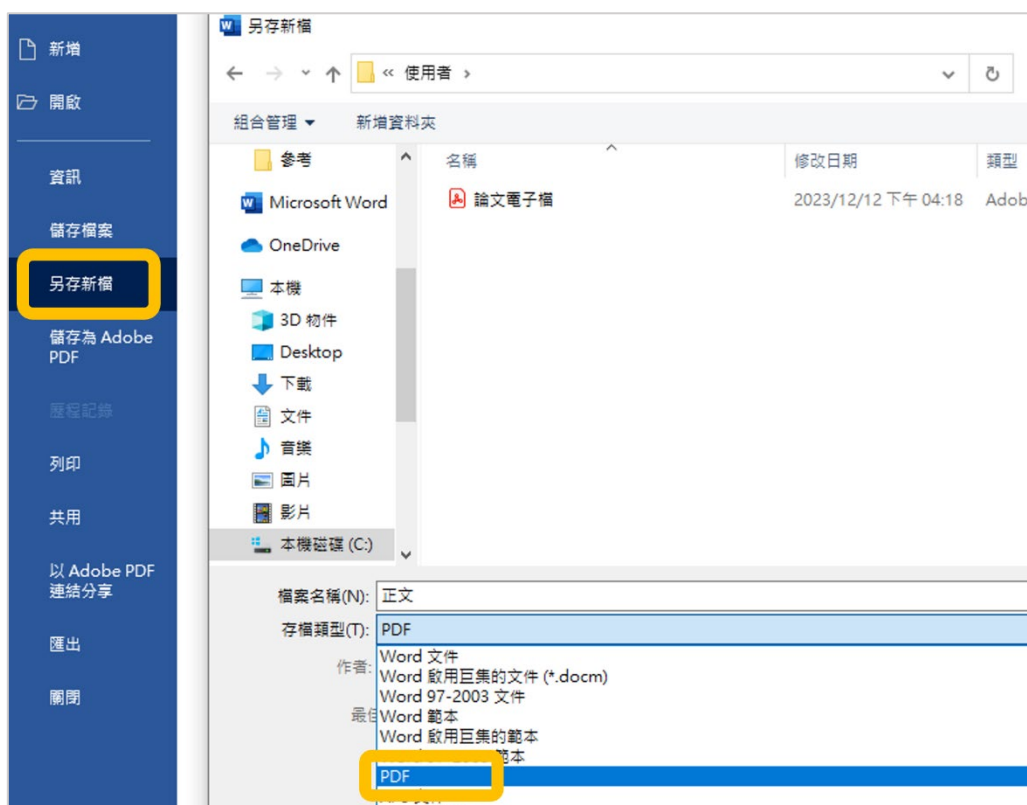 新增
開啟
資訊
儲存檔案
另存新檔
儲存為 Adobe
PDF
歷程記錄
列印
共用
以 Adobe PDF
連結分享
匯出
關閉
另存新檔
« 使用者 ›
組合管理 新增資料夾
名稱 修改日期 類型
參考
Microsoft Word
OneDrive
本機
3D 物件
Desktop
下載
文件
音樂
圖片
影片
本機磁碟 (C:)
論文電子檔 2023/12/12 下午 04:18 Adob
檔案名稱(N): 正文
存檔類型(T): PDF
作者:
Word 文件
Word 啟用巨集的文件 (*.docm)
Word 97-2003 文件
Word 範本
Word 啟用巨集的範本
範本
PDF